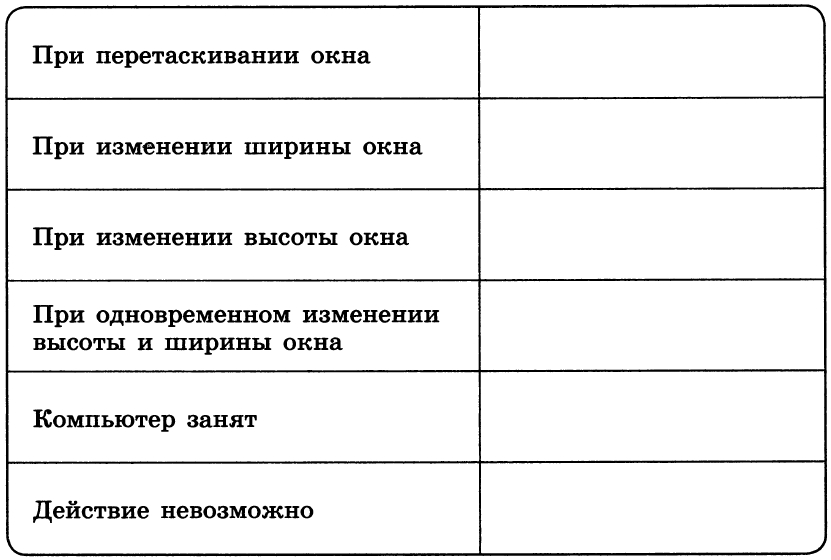 При перетаскивании окна
При изменении ширины окна
При изменении высоты окна
При одновременном изменении
высоты и ширины окна
Компьютер занят
Действие невозможно